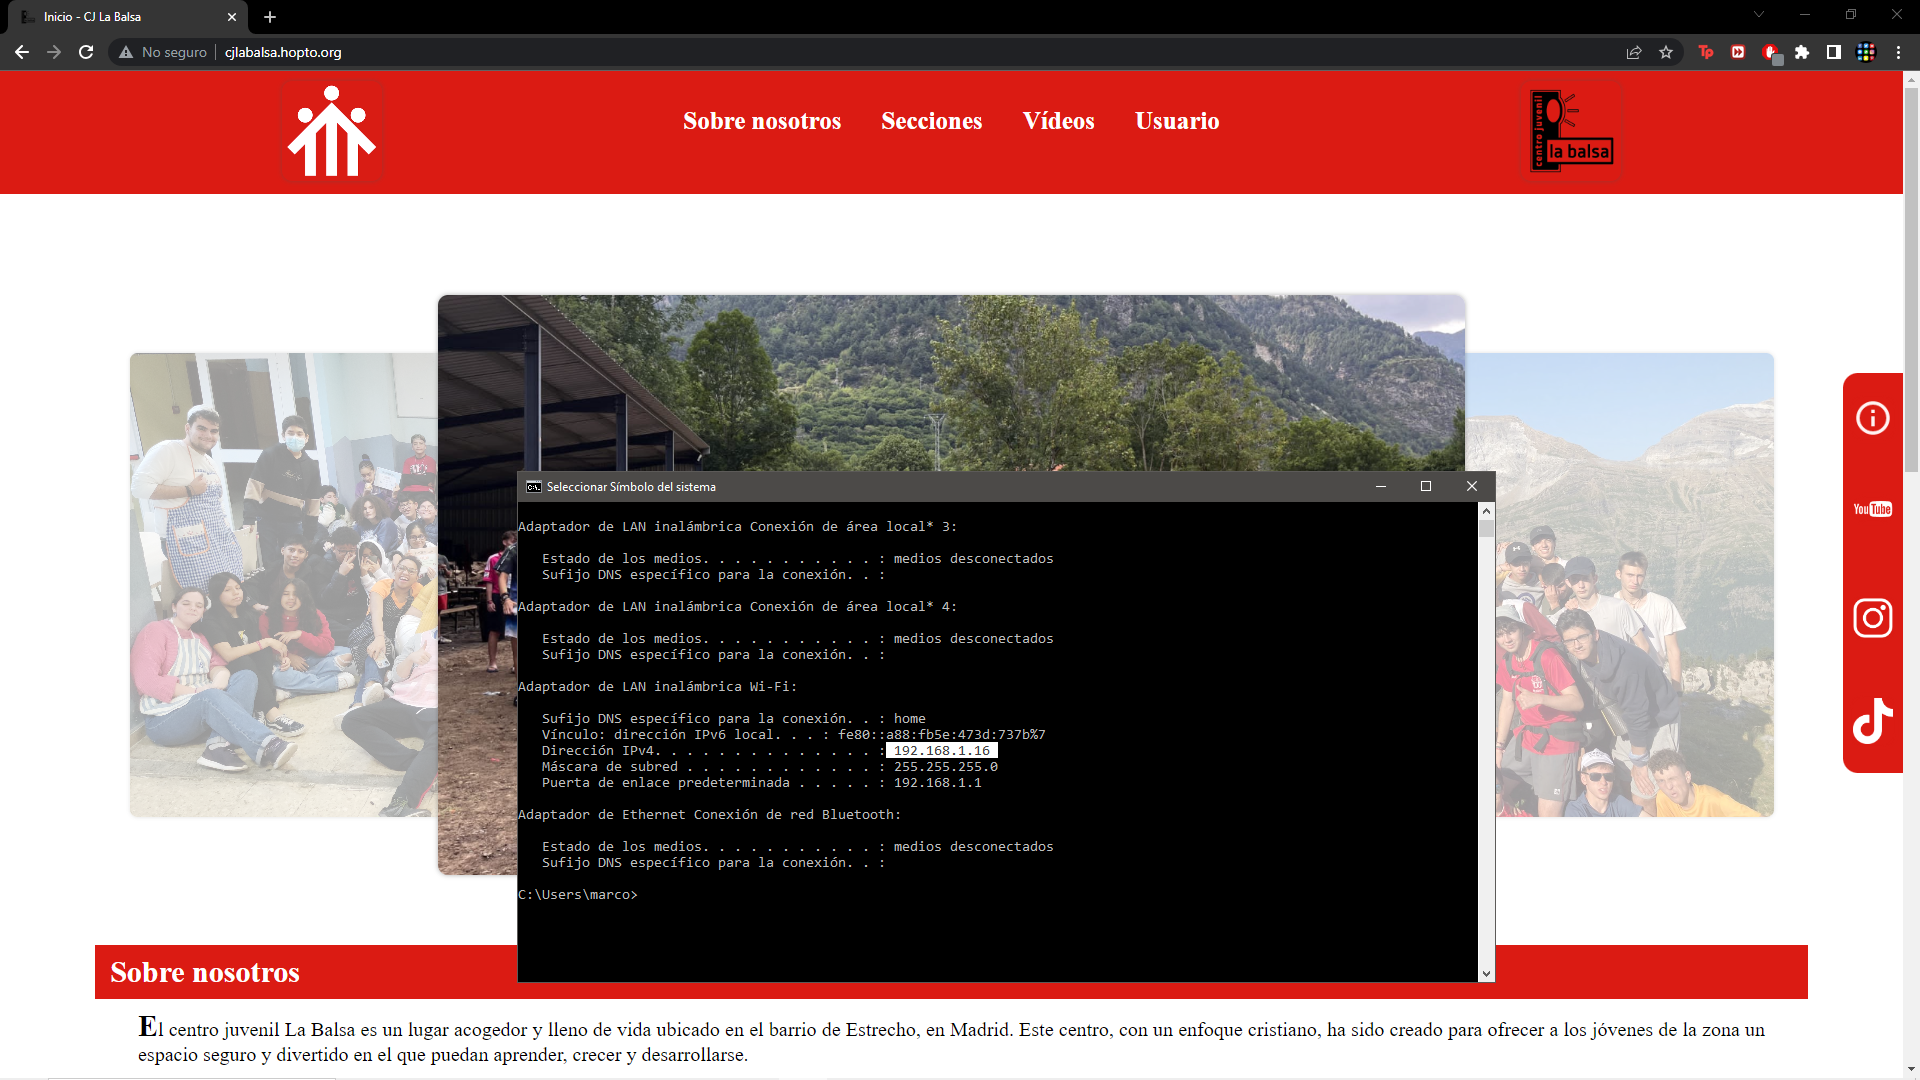 Inicio - CJ La Balsa
No seguro
cjlabalsa.hopto.org
Sobre nosotros
Secciones
Vídeos
Usuario
centro juvenil
la balsa
You Tube
Seleccionar Símbolo del sistema
Adaptador de LAN inalámbrica Conexión de área local* 3:
Estado de los medios. . . . . . . . . . . : medios desconectados
Sufijo DNS específico para la conexión. . :
Adaptador de LAN inalámbrica Conexión de área local* 4:
Estado de los medios. . . . . . . . . . . : medios desconectados
Sufijo DNS específico para la conexión. . :
Adaptador de LAN inalámbrica Wi-Fi:
Sufijo DNS específico para la conexión. . : home
Vínculo: dirección IPv6 local. . . : fe80::a88:fb5e:473d:737b%7
Dirección IPv4. . . . . . . . . . . . . . : 192.168.1.16
Máscara de subred . . . . . . . . . . . . : 255.255.255.0
Puerta de enlace predeterminada . . . . . : 192.168.1.1
Adaptador de Ethernet Conexión de red Bluetooth:
Estado de los medios. . . . . . . . . . . : medios desconectados
Sufijo DNS específico para la conexión. . :
C:\Users\marco>
Sobre nosotros
El centro juvenil La Balsa es un lugar acogedor y lleno de vida ubicado en el barrio de Estrecho, en Madrid. Este centro, con un enfoque cristiano, ha sido creado para ofrecer a los jóvenes de la zona un
espacio seguro y divertido en el que puedan aprender, crecer y desarrollarse.